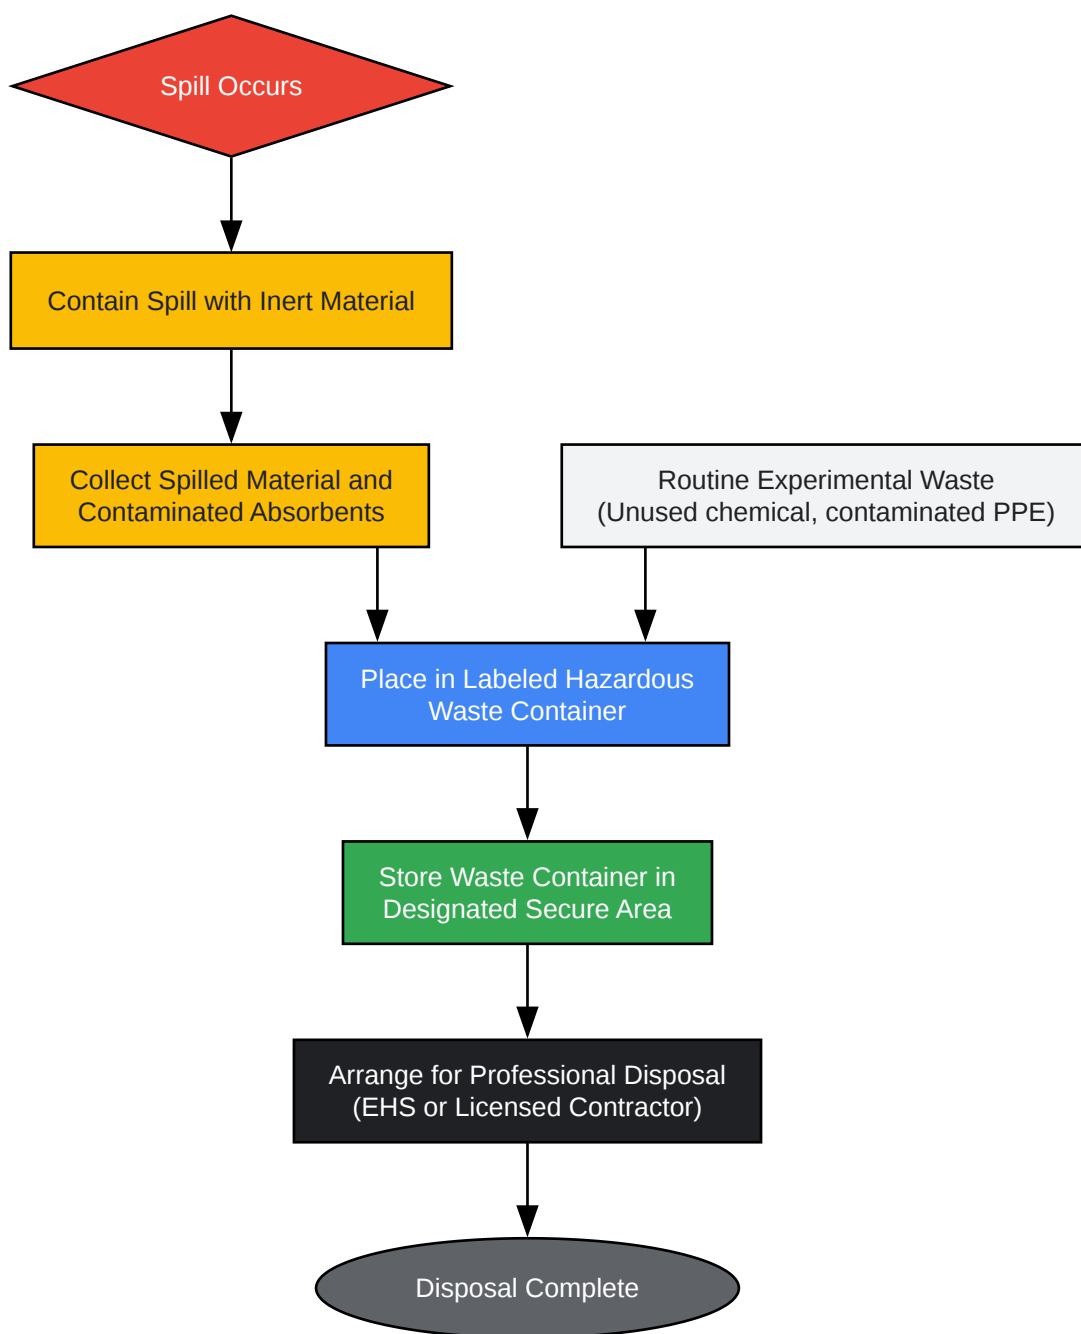 Spill Occurs
Contain Spill with Inert Material
Collect Spilled Material and
Contaminated Absorbents
Routine Experimental Waste
(Unused chemical, contaminated PPE)
Place in Labeled Hazardous
Waste Container
Store Waste Container in
Designated Secure Area
Arrange for Professional Disposal
(EHS or Licensed Contractor)
Disposal Complete